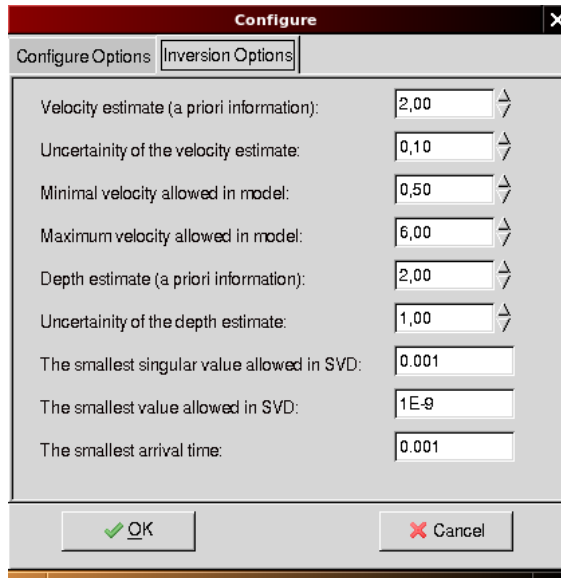 Configure
Configure Options Inversion Options
Velocity estimate (a priori information): 2,00
Uncertainity of the velocity estimate: 0,10
Minimal velocity allowed in model: 0,50
Maximum velocity allowed in model: 6,00
Depth estimate (a priori information): 2,00
Uncertainity of the depth estimate: 1,00
The smallest singular value allowed in SVD: 0.001
The smallest value allowed in SVD: 1E-9
The smallest arrival time: 0.001
OK Cancel